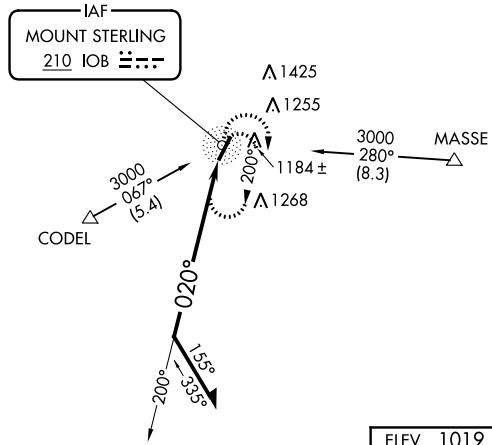 IAF
MOUNT STERLING
210 IOB
1425
1255
3000
280°
(8.3)
MASSE
200°
1184 ±
1268
3000
067°
(5.4)
CODEL
020°
155°
335°
200°
ELEV 1019